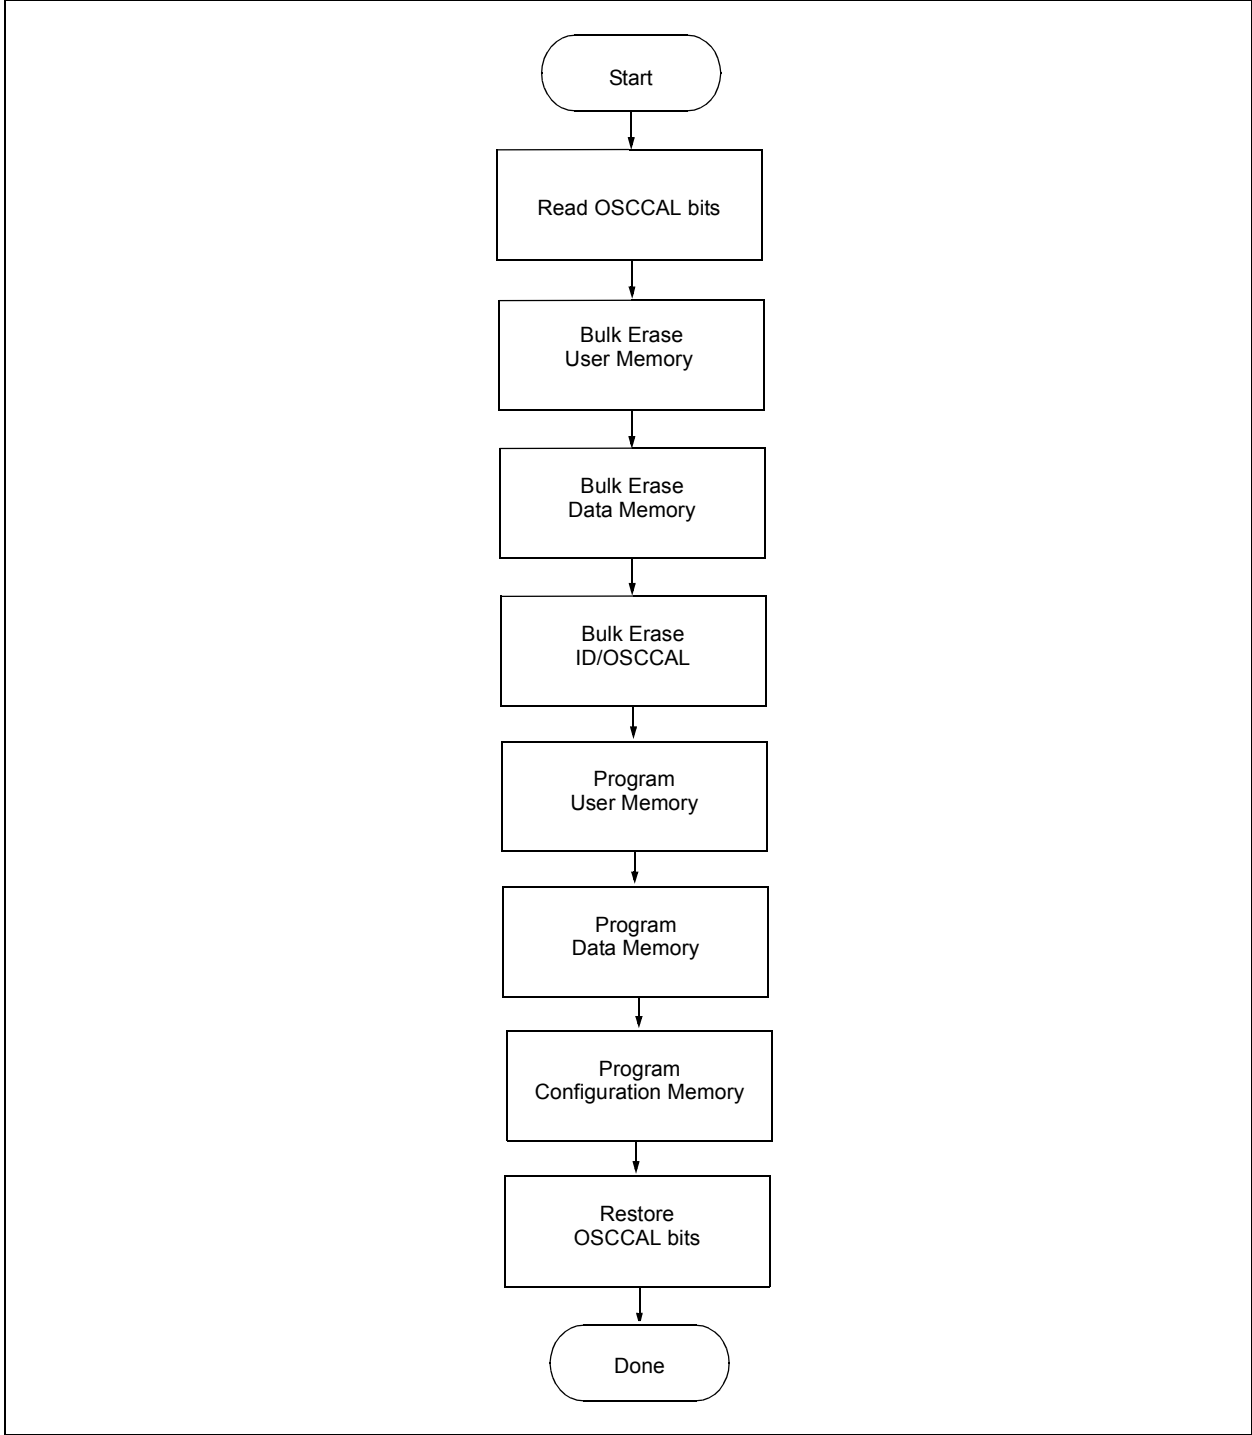 Start
Read OSCCAL bits
Bulk Erase
User Memory
Bulk Erase
Data Memory
Bulk Erase
ID/OSCCAL
Program
User Memory
Program
Data Memory
Program
Configuration Memory
Restore
OSCCAL bits
Done